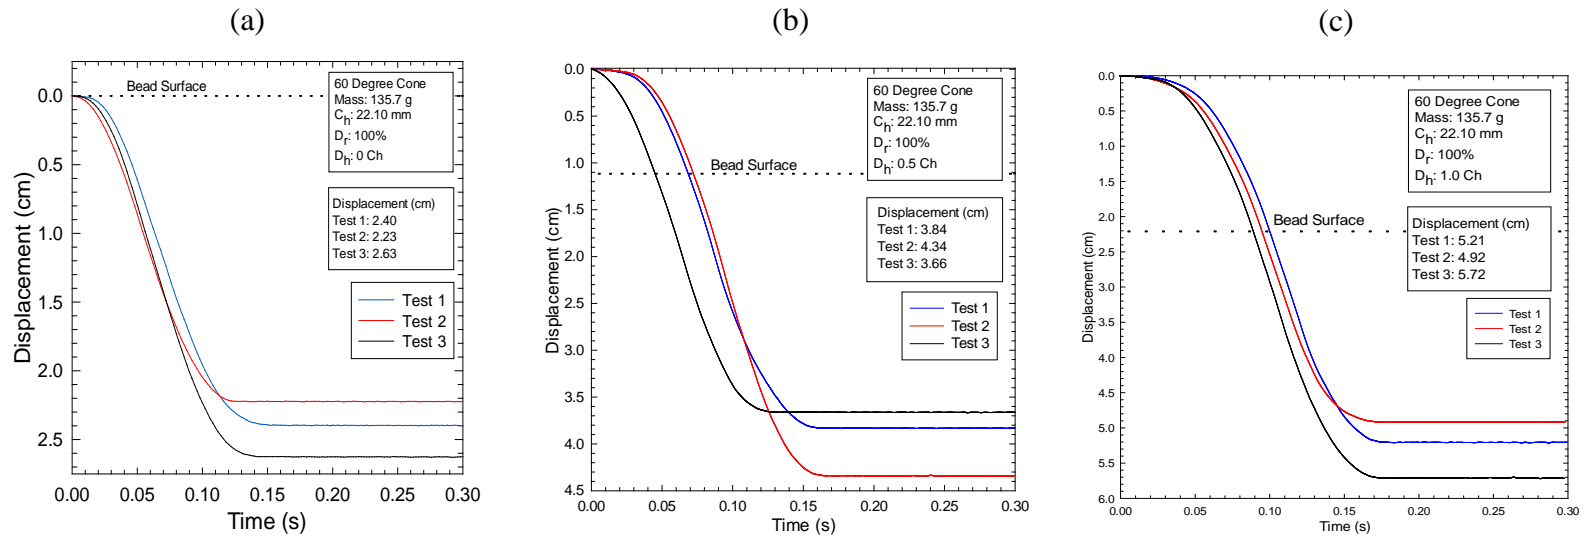 (a)
Bead Surface
60 Degree Cone
Mass: 135.7 g
Ch: 22.10 mm
Dr: 100%
Dh: 0 Ch
Displacement (cm)
Test 1: 2.40
Test 2: 2.23
Test 3: 2.63
Test 1
Test 2
Test 3
0.0
0.5
1.0
1.5
2.0
2.5
Displacement (cm)
0.00
0.05
0.10
0.15
0.20
0.25
0.30
Time (s)
(b)
60 Degree Cone
Mass: 135.7 g
Ch: 22.10 mm
Dr: 100%
Dh: 0.5 Ch
Bead Surface
Displacement (cm)
Test 1: 3.84
Test 2: 4.34
Test 3: 3.66
Test 1
Test 2
Test 3
0.0
0.5
1.0
1.5
2.0
2.5
3.0
3.5
4.0
4.5
Displacement (cm)
0.00
0.05
0.10
0.15
0.20
0.25
0.30
Time (s)
(c)
60 Degree Cone
Mass: 135.7 g
Ch: 22.10 mm
Dr: 100%
Dh: 1.0 Ch
Bead Surface
Displacement (cm)
Test 1: 5.21
Test 2: 4.92
Test 3: 5.72
Test 1
Test 2
Test 3
0.0
0.5
1.0
1.5
2.0
2.5
3.0
3.5
4.0
4.5
5.0
5.5
6.0
Displacement (cm)
0.00
0.05
0.10
0.15
0.20
0.25
0.30
Time (s)